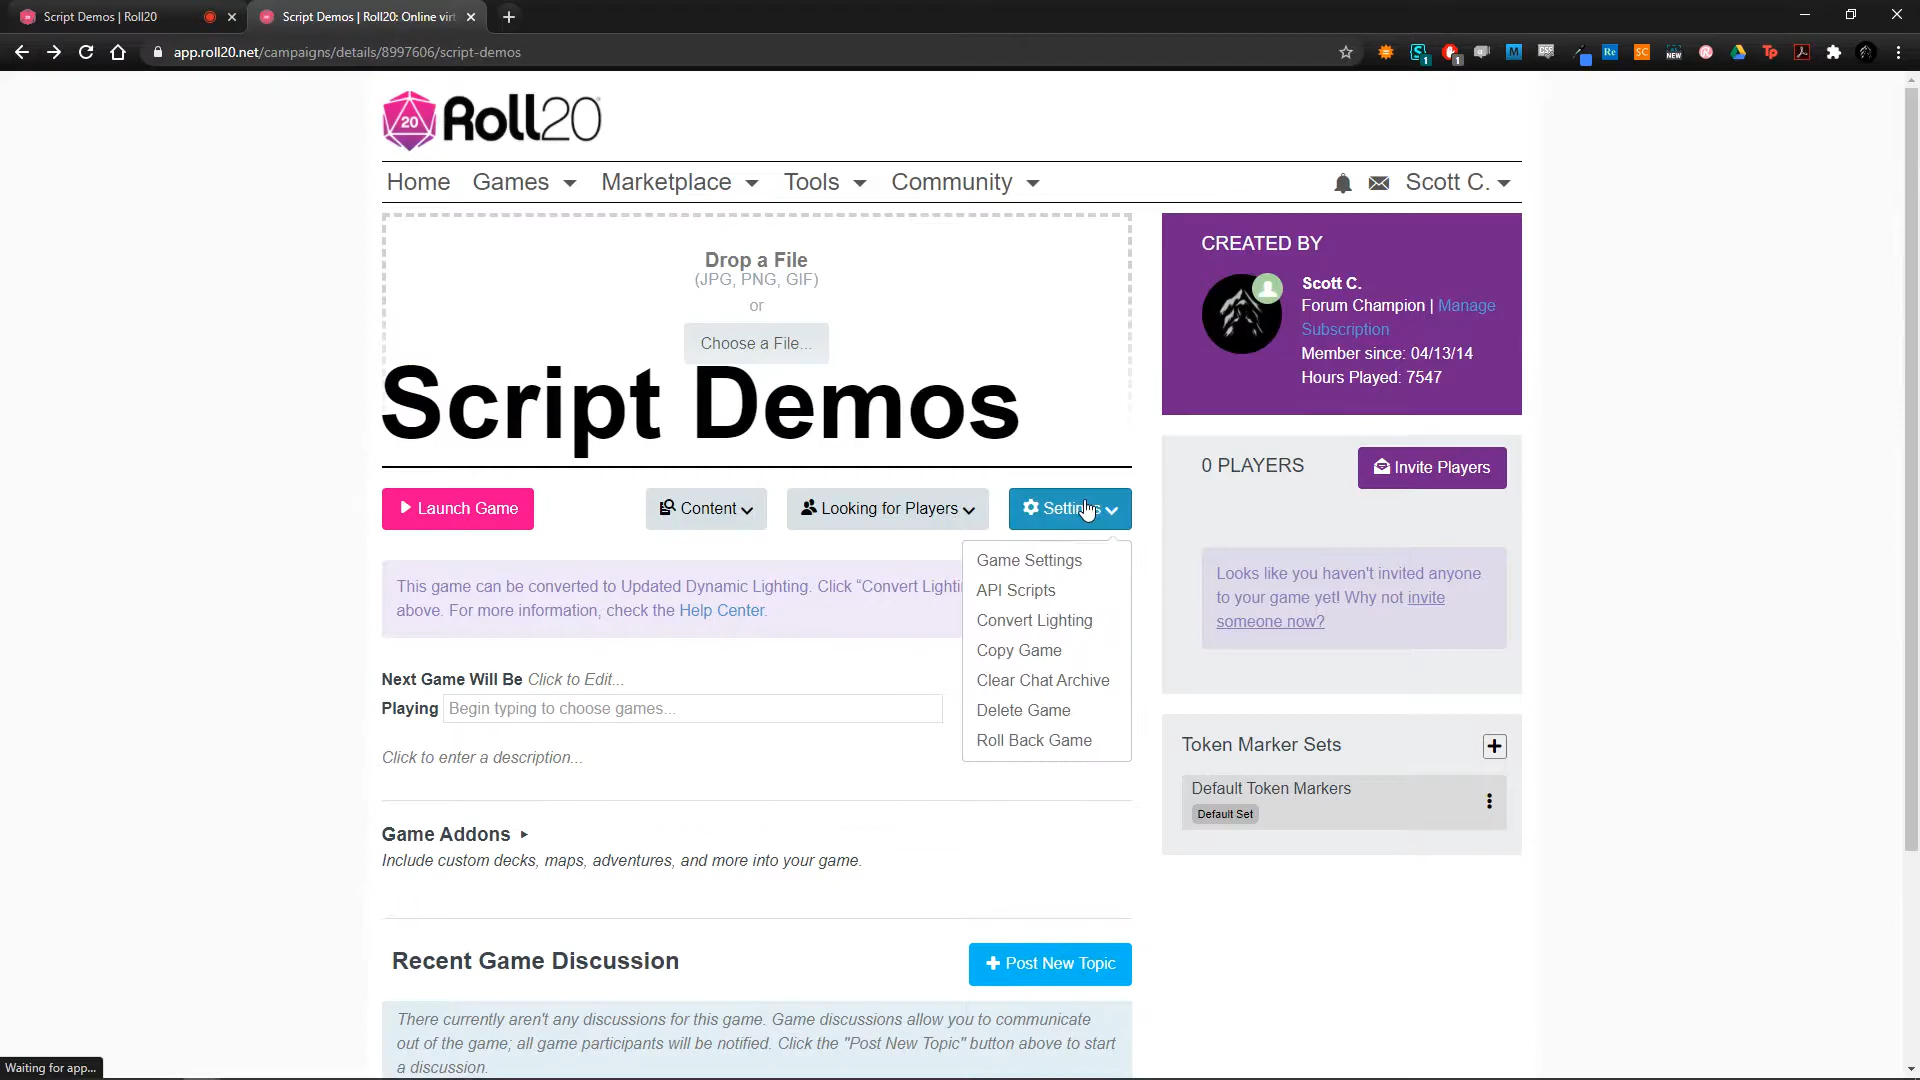 Script Demos | Roll20
Script Demos | Roll20: Online virt
app.roll20.net/campaigns/details/8997606/script-demos
20
Roll20
Home Games Marketplace Tools Community Scott C.
Drop a File
(JPG, PNG, GIF)
or
Choose a File...
Script Demos
Launch Game Content Looking for Players Settings
Game Settings
API Scripts
Convert Lighting
Copy Game
Clear Chat Archive
Delete Game
Roll Back Game
This game can be converted to Updated Dynamic Lighting. Click “Convert Lighti
above. For more information, check the Help Center.
Next Game Will Be Click to Edit...
Playing Begin typing to choose games...
Click to enter a description...
Game Addons
Include custom decks, maps, adventures, and more into your game.
Recent Game Discussion
Post New Topic
There currently aren't any discussions for this game. Game discussions allow you to communicate
out of the game; all game participants will be notified. Click the "Post New Topic" button above to start
a discussion.
CREATED BY
Scott C.
Forum Champion | Manage
Subscription
Member since: 04/13/14
Hours Played: 7547
0 PLAYERS
Invite Players
Looks like you haven't invited anyone
to your game yet! Why not invite
someone now?
Token Marker Sets
Default Token Markers
Default Set
Waiting for app...